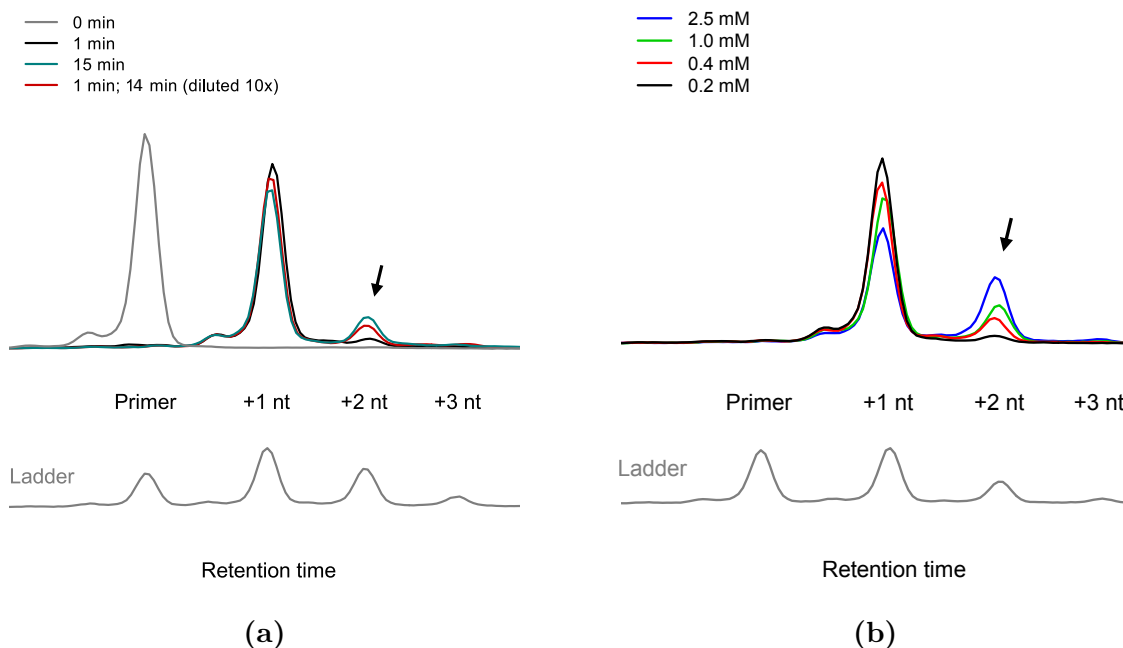 0 min
1 min
15 min
1 min; 14 min (diluted 10x)
Primer
+1 nt
+2 nt
+3 nt
Ladder
Retention time
(a)
2.5 mM
1.0 mM
0.4 mM
0.2 mM
Primer
+1 nt
+2 nt
+3 nt
Ladder
Retention time
(b)